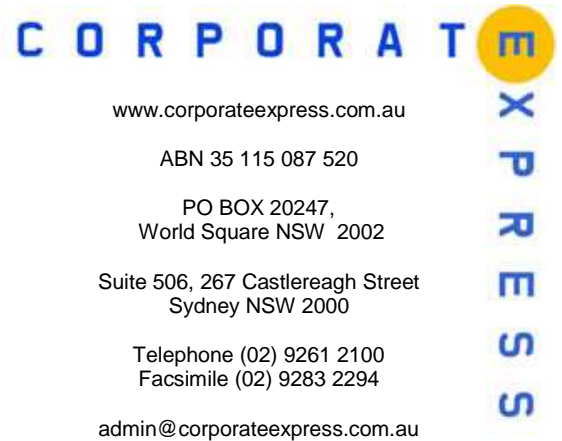 CORPORATE
XPRESS
www.corporateexpress.com.au
ABN 35 115 087 520
PO BOX 20247,
World Square NSW 2002
Suite 506, 267 Castlereagh Street
Sydney NSW 2000
Telephone (02) 9261 2100
Facsimile (02) 9283 2294
admin@corporateexpress.com.au